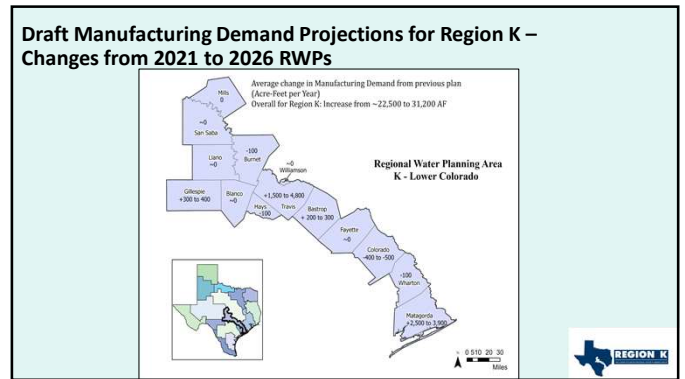 Draft Manufacturing Demand Projections for Region K –
Changes from 2021 to 2026 RWPs
Average change in Manufacturing Demand from previous plan
(Acre-Feet per Year)
Overall for Region K: Increase from ~22,500 to 31,200 AF
Mills
0
~0
San Saba
Llano
~0
-100
Burnet
~0
Williamson
Regional Water Planning Area
K - Lower Colorado
Gillespie
+300 to 400
Blanco
~0
Hays
-100
+1,500 to 4,800
Travis
Bastrop
+ 200 to 300
Fayette
~0
Colorado
-400 to -500
-100
Wharton
Matagorda
+2,500 to 3,900
0 5 10 20 30
Miles
REGION K